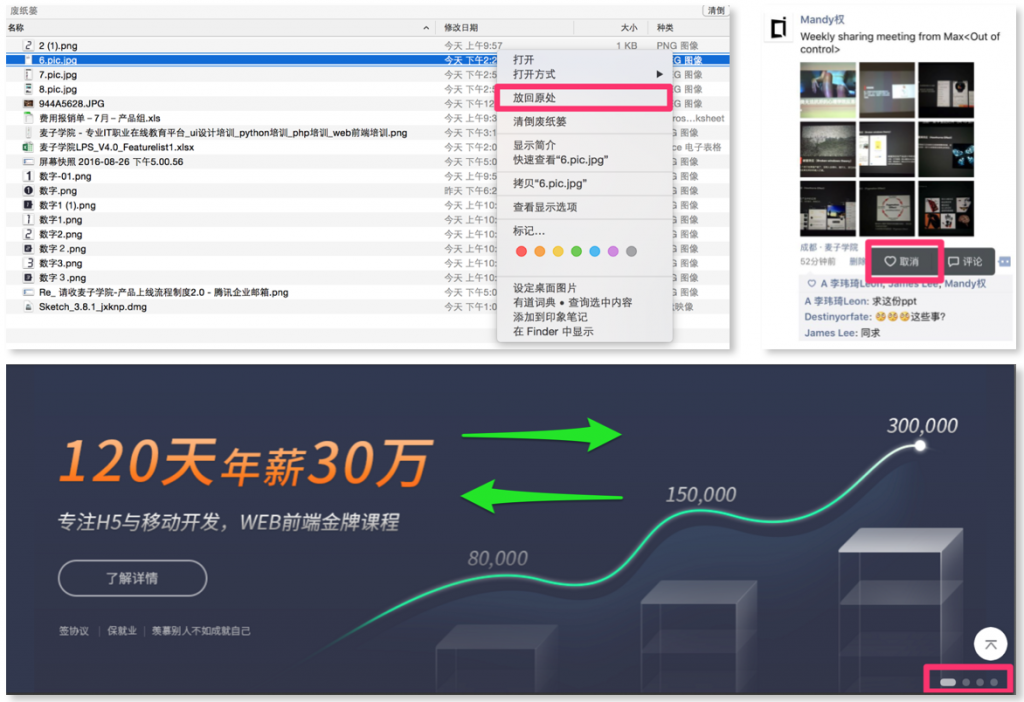 废纸篓
清倒
名称 修改日期 大小 种类
2 (1).png 今天 上午9:57 1 KB PNG 图像
6.pic.jpg 今天 下午2:5 G 图像
7.pic.jpg 今天 下午2:5 G 图像
8.pic.jpg 今天 下午2:5 G 图像
944A5628.JPG 今天 下午12 G 图像
费用报销单－7月－产品组.xls 今天 上午9:3 ros...ksheet
麦子学院 - 专业IT职业在线教育平台_ui设计培训_python培训_php培训_web前端培训.png 今天 下午3:1 G 图像
麦子学院LPS_V4.0_Featurelist1.xlsx 今天 下午5:0 ce 电子表格
屏幕快照 2016-08-26 下午5.00.56 今天 下午5:0 G 图像
数字-01.png 今天 上午9:5 G 图像
数字.png 昨天 下午6:2 G 图像
数字1 (1).png 今天 上午10: G 图像
数字1.png 今天 上午10: G 图像
数字2.png 今天 上午10: G 图像
数字 2 .png 今天 上午10: G 图像
数字3.png 今天 上午10: G 图像
数字 3 .png 今天 上午10: G 图像
Re_ 请收麦子学院-产品上线流程制度2.0 - 腾讯企业邮箱.png 今天 下午5:0 G 图像
Sketch_3.8.1_jxknp.dmg 今天 下午1:0 映像
打开
打开方式
放回原处
清倒废纸篓
显示简介
快速查看“6.pic.jpg”
拷贝“6.pic.jpg”
查看显示选项
标记...
设定桌面图片
有道词典 • 查询选中内容
添加到印象笔记
在 Finder 中显示
Mandy权
Weekly sharing meeting from Max<Out of
control>
成都 · 麦子学院
52分钟前 删除
取消 评论
A 李玮琦Leon, James Lee, Mandy权
A 李玮琦Leon: 求这份ppt
Destinyorfate: 这些事?
James Lee: 同求
120天年薪30万
专注H5与移动开发，WEB前端金牌课程
了解详情
签协议 | 保就业 | 羡慕别人不如成就自己
80,000
150,000
300,000